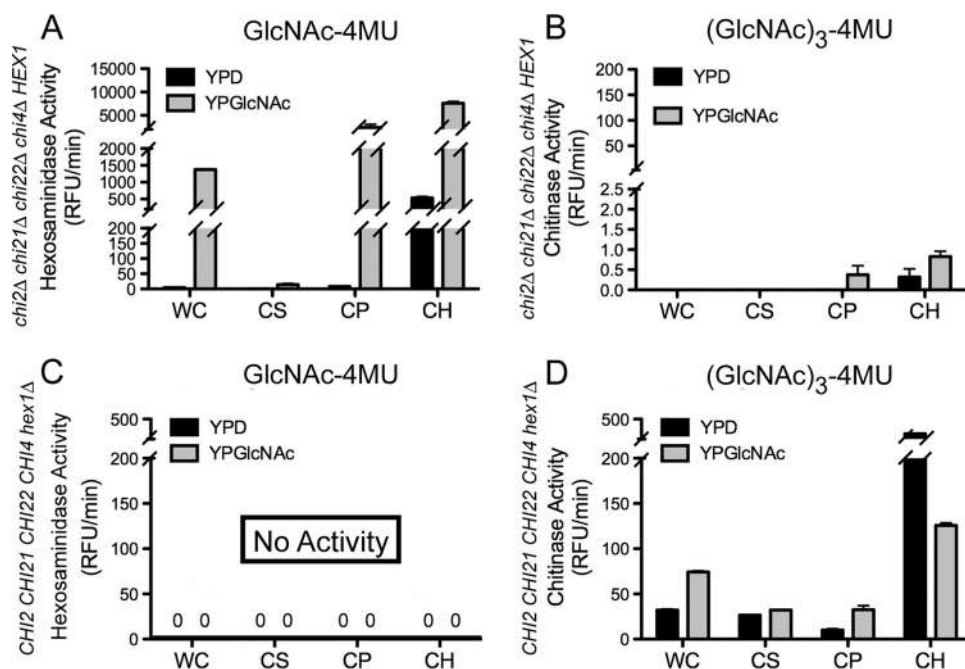 A
GlcNAc-4MU
chi2Δ chi21Δ chi22Δ chi4Δ HEX1
Hexosaminidase Activity
(RFU/min)
15000
10000
5000
2000
1500
1000
500
200
150
100
50
0
YPD
YPGlcNAc
WC CS CP CH
B
(GlcNAc)3-4MU
chi2Δ chi21Δ chi22Δ chi4Δ HEX1
Chitinase Activity
(RFU/min)
200
150
100
50
0
2.5
2.0
1.5
1.0
0.5
0.0
YPD
YPGlcNAc
WC CS CP CH
C
GlcNAc-4MU
CHI2 CHI21 CHI22 CHI4 hex1Δ
Hexosaminidase Activity
(RFU/min)
500
200
150
100
50
0
YPD
YPGlcNAc
No Activity
0 0 0 0 0 0 0 0
WC CS CP CH
D
(GlcNAc)3-4MU
CHI2 CHI21 CHI22 CHI4 hex1Δ
Chitinase Activity
(RFU/min)
500
200
150
100
50
0
YPD
YPGlcNAc
WC CS CP CH